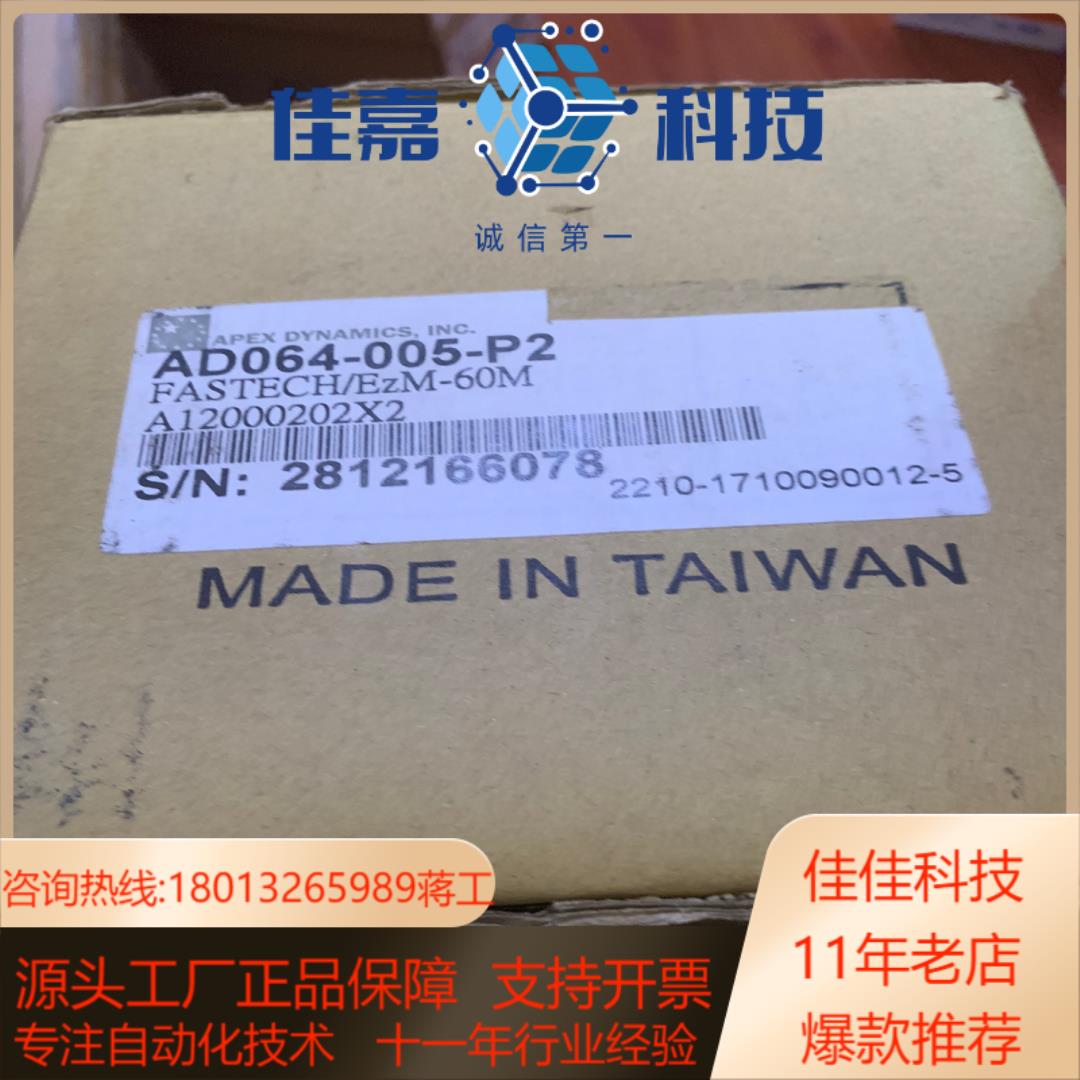 佳嘉科技
诚信第一
APEX DYNAMICS, INC.
AD064-005-P2
FASTECH/EzM-60M
A12000202X2
S/N: 2812166078
2210-1710090012-5
MADE IN TAIWAN
咨询热线:18013265989蒋工
源头工厂正品保障 支持开票
专注自动化技术 十一年行业经验
佳佳科技
11年老店
爆款推荐